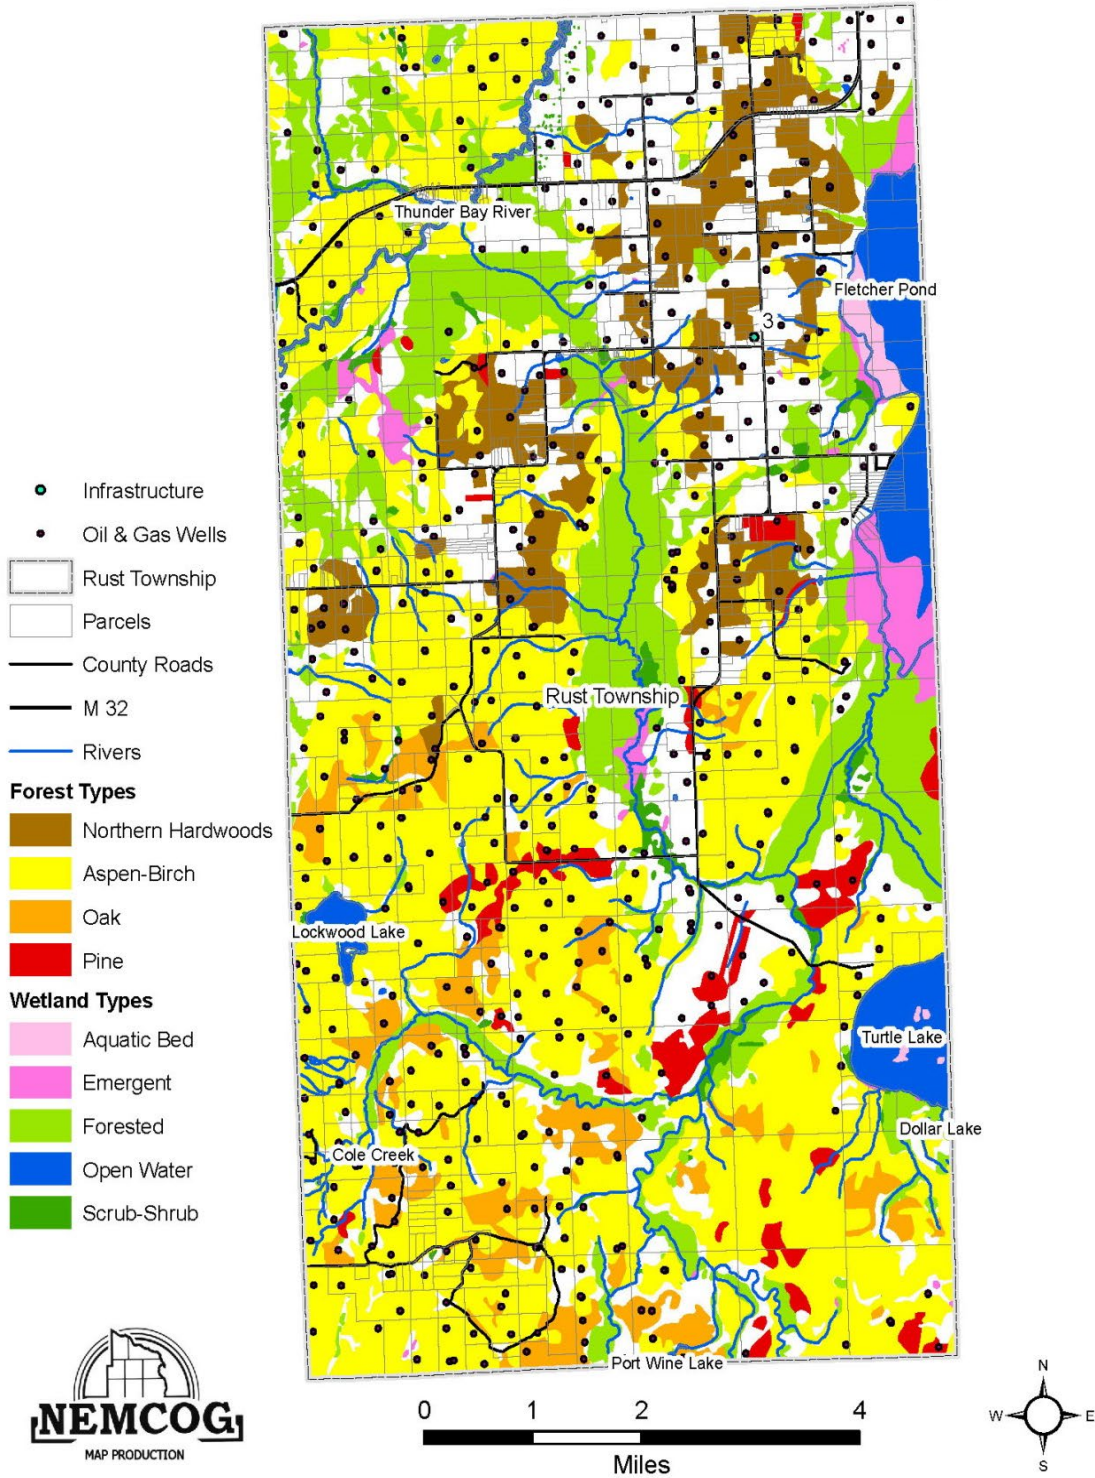 Thunder Bay River
Fletcher Pond
3
Infrastructure
Oil & Gas Wells
Rust Township
Parcels
County Roads
M 32
Rivers
Forest Types
Northern Hardwoods
Aspen-Birch
Oak
Pine
Wetland Types
Aquatic Bed
Emergent
Forested
Open Water
Scrub-Shrub
Rust Township
Lockwood Lake
Turtle Lake
Dollar Lake
Cole Creek
Port Wine Lake
NEMCOG
MAP PRODUCTION
0 1 2 4
Miles
N
W E
S